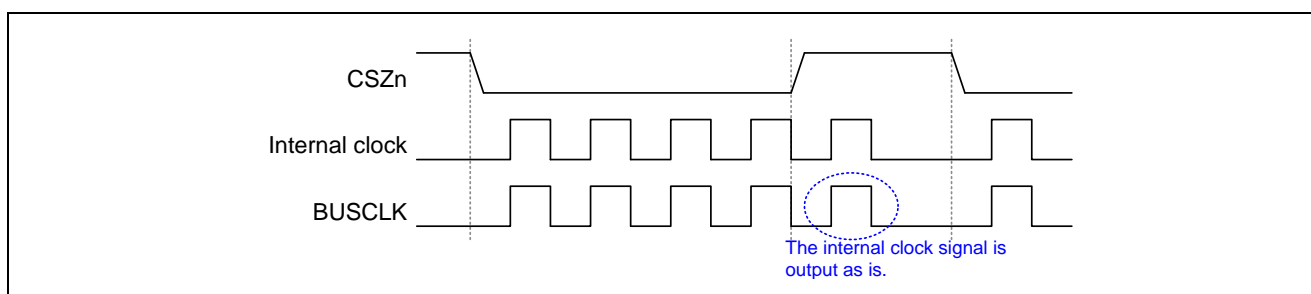 CSZn
Internal clock
BUSCLK
The internal clock signal is
output as is.